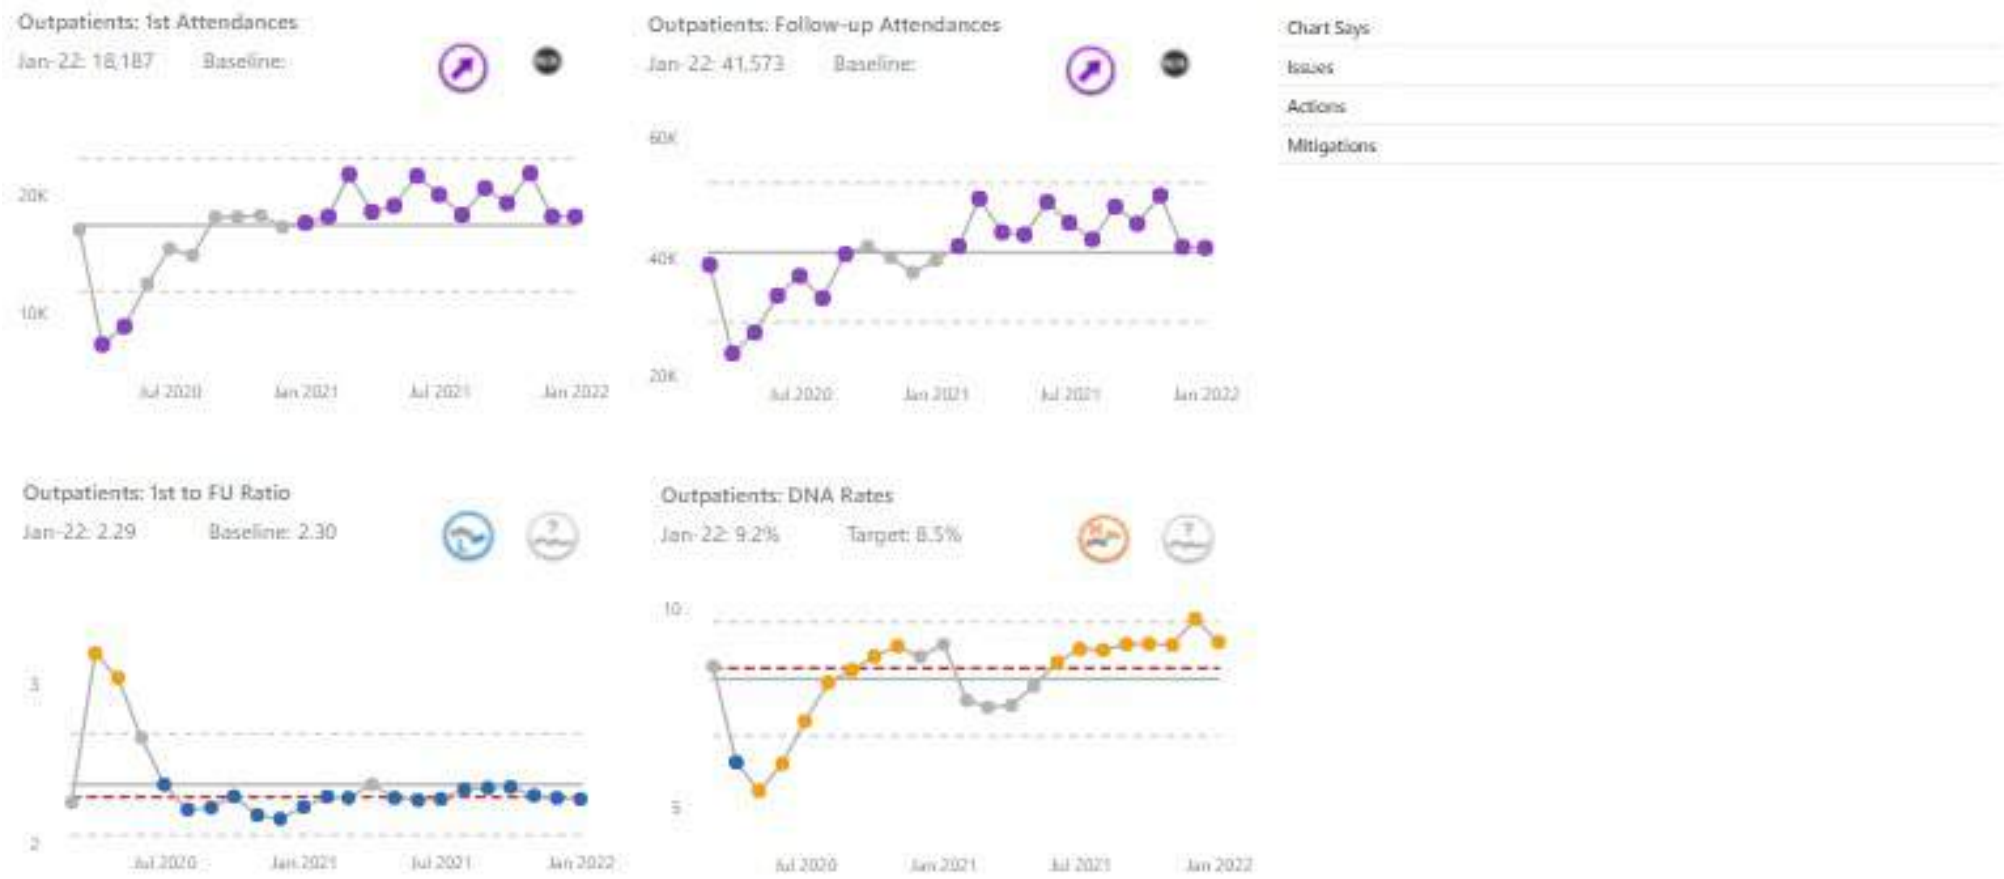 Outpatients: 1st Attendances
Jan-22: 18,187 Baseline:
20K
10K
Jul 2020 Jan 2021 Jul 2021 Jan 2022
Outpatients: Follow-up Attendances
Jan-22: 41,573 Baseline:
60K
40K
20K
Jul 2020 Jan 2021 Jul 2021 Jan 2022
Chart Says
Issues
Actions
Mitigations
Outpatients: 1st to FU Ratio
Jan-22: 2.29 Baseline: 2.30
?
L
3
2
Jul 2020 Jan 2021 Jul 2021 Jan 2022
Outpatients: DNA Rates
Jan-22: 9.2% Target: 8.5%
H
?
10
5
Jul 2020 Jan 2021 Jul 2021 Jan 2022